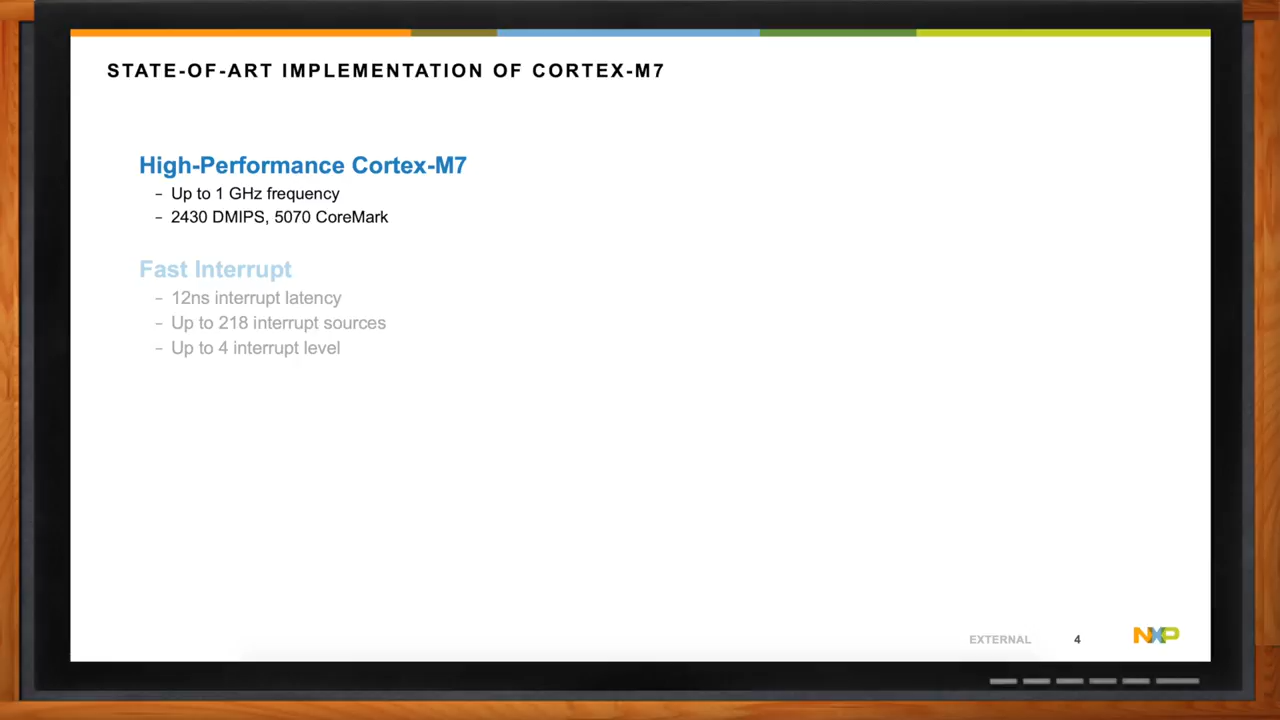 STATE-OF-ART IMPLEMENTATION OF CORTEX-M7
High-Performance Cortex-M7
– Up to 1 GHz frequency
– 2430 DMIPS, 5070 CoreMark
Fast Interrupt
– 12ns interrupt latency
– Up to 218 interrupt sources
– Up to 4 interrupt level
EXTERNAL 4 NXP